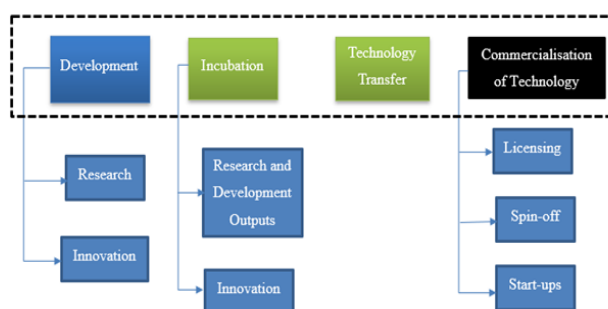 Development
Incubation
Technology
Transfer
Commercialisation
of Technology
Research
Innovation
Research and
Development
Outputs
Innovation
Licensing
Spin-off
Start-ups